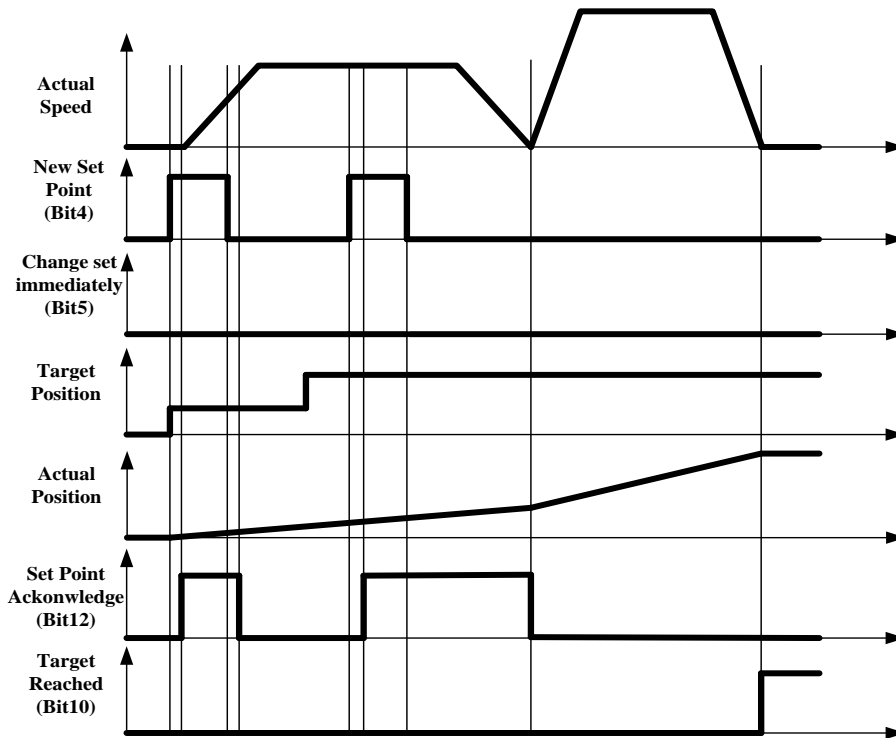 Actual
Speed
New Set
Point
(Bit4)
Change set
immediately
(Bit5)
Target
Position
Actual
Position
Set Point
Ackonwledge
(Bit12)
Target
Reached
(Bit10)